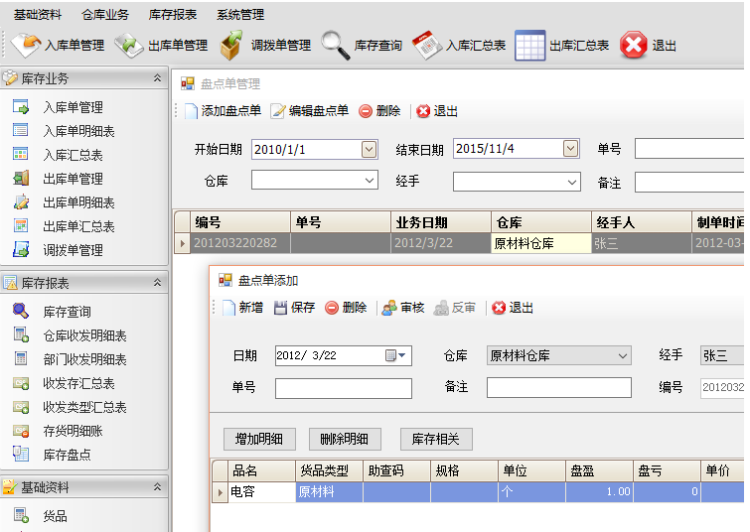 基础资料 仓库业务 库存报表 系统管理
入库单管理 出库单管理 调拨单管理 库存查询 入库汇总表 出库汇总表 退出
库存业务
入库单管理
入库单明细表
入库汇总表
出库单管理
出库单明细表
出库单汇总表
调拨单管理
库存报表
库存查询
仓库收发明细表
部门收发明细表
收发存汇总表
收发类型汇总表
存货明细账
库存盘点
基础资料
货品
盘点单管理
添加盘点单 编辑盘点单 删除 退出
开始日期 2010/1/1 结束日期 2015/11/4 单号
仓库 经手 备注
编号 单号 业务日期 仓库 经手人 制单时间
201203220282 2012/3/22 原材料仓库 张三 2012-03-
盘点单添加
新增 保存 删除 审核 反审 退出
日期 2012/ 3/22 仓库 原材料仓库 经手 张三
单号 备注 编号 2012032
增加明细 删除明细 库存相关
品名 货品类型 助查码 规格 单位 盘盈 盘亏 单价
电容 原材料 个 1.00 0